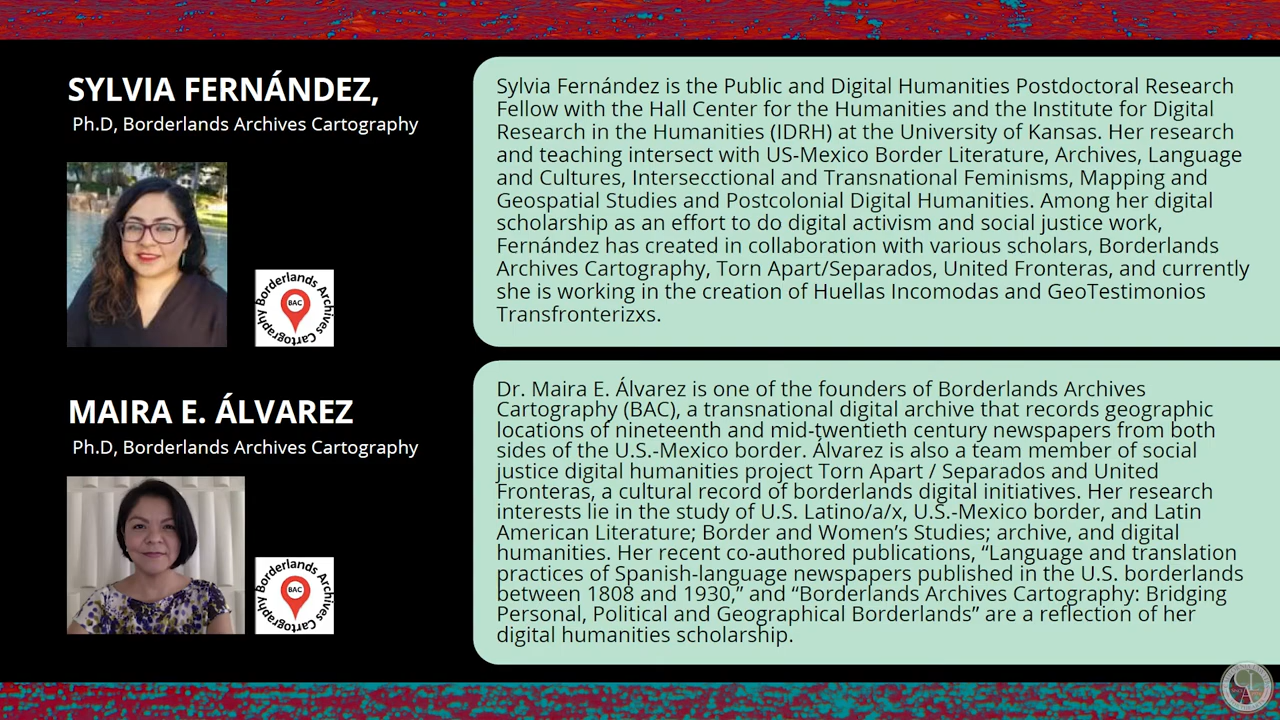 SYLVIA FERNÁNDEZ,
Ph.D, Borderlands Archives Cartography
Borderlands Archives Cartography
BAC
Sylvia Fernández is the Public and Digital Humanities Postdoctoral Research
Fellow with the Hall Center for the Humanities and the Institute for Digital
Research in the Humanities (IDRH) at the University of Kansas. Her research
and teaching intersect with US-Mexico Border Literature, Archives, Language
and Cultures, Intersecctional and Transnational Feminisms, Mapping and
Geospatial Studies and Postcolonial Digital Humanities. Among her digital
scholarship as an effort to do digital activism and social justice work,
Fernández has created in collaboration with various scholars, Borderlands
Archives Cartography, Torn Apart/Separados, United Fronteras, and currently
she is working in the creation of Huellas Incomodas and GeoTestimonios
Transfronterizxs.
MAIRA E. ÁLVAREZ
Ph.D, Borderlands Archives Cartography
Borderlands Archives Cartography
BAC
Dr. Maira E. Álvarez is one of the founders of Borderlands Archives
Cartography (BAC), a transnational digital archive that records geographic
locations of nineteenth and mid-twentieth century newspapers from both
sides of the U.S.-Mexico border. Álvarez is also a team member of social
justice digital humanities project Torn Apart / Separados and United
Fronteras, a cultural record of borderlands digital initiatives. Her research
interests lie in the study of U.S. Latino/a/x, U.S.-Mexico border, and Latin
American Literature; Border and Women’s Studies; archive, and digital
humanities. Her recent co-authored publications, “Language and translation
practices of Spanish-language newspapers published in the U.S. borderlands
between 1808 and 1930,” and “Borderlands Archives Cartography: Bridging
Personal, Political and Geographical Borderlands” are a reflection of her
digital humanities scholarship.